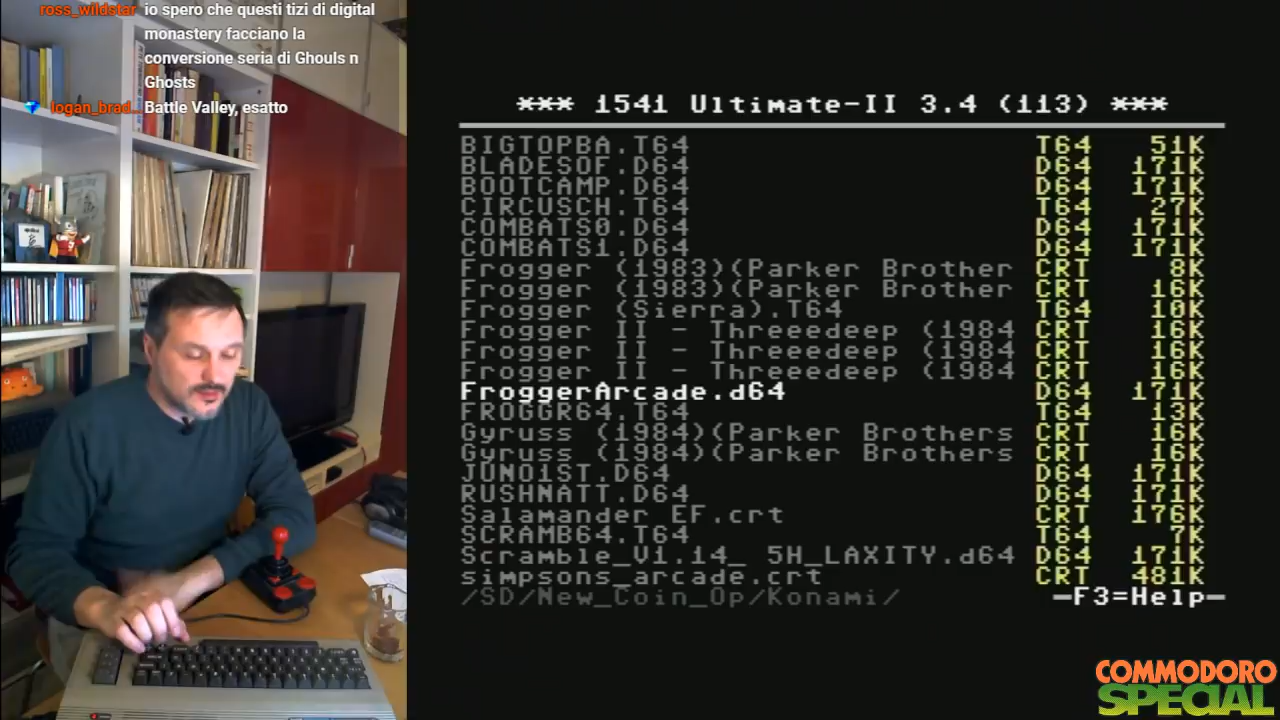 ross_wildstar io spero che questi tizi di digital
monastery facciano la
conversione seria di Ghouls n
Ghosts
logan_brad... Battle Valley, esatto
*** 1541 Ultimate-II 3.4 (113) ***
BIGTOPBA.T64 T64 51K
BLADESOF.D64 D64 171K
BOOTCAMP.D64 D64 171K
CIRCUSCH.T64 T64 27K
COMBATS0.D64 D64 171K
COMBATS1.D64 D64 171K
Frogger (1983)(Parker Brother CRT 8K
Frogger (1983)(Parker Brother CRT 16K
Frogger (Sierra).T64 T64 10K
Frogger II - Threeedeep (1984 CRT 16K
Frogger II - Threeedeep (1984 CRT 16K
Frogger II - Threeedeep (1984 CRT 16K
FroggerArcade.d64 D64 171K
FROGGR64.T64 T64 13K
Gyruss (1984)(Parker Brothers CRT 16K
Gyruss (1984)(Parker Brothers CRT 16K
JUNO1ST.D64 D64 171K
RUSHNATT.D64 D64 171K
Salamander EF.crt CRT 176K
SCRAMB64.T64 T64 7K
Scramble_V1.14_ 5H_LAXITY.d64 D64 171K
simpsons_arcade.crt CRT 481K
/SD/New_Coin_Op/Konami/ —F3=Help—
COMMODORO
SPECIAL